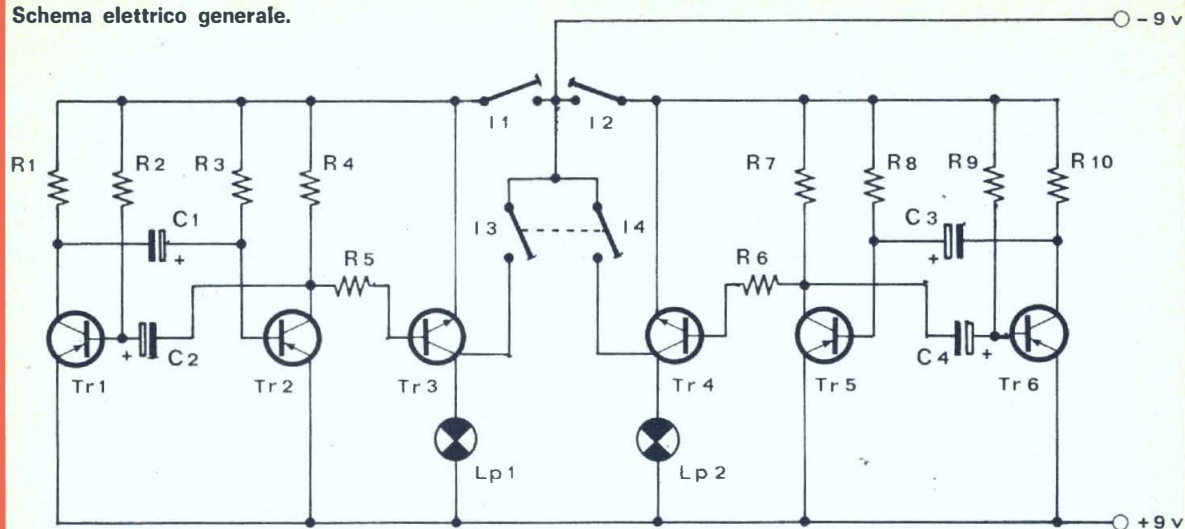 Schema elettrico generale.
- 9 v
I1
I2
R1
R2
R3
R4
R7
R8
R9
R10
C1
+
C3
+
I3
I4
R5
R6
+
C2
C4
+
Tr1
Tr2
Tr3
Tr4
Tr5
Tr6
Lp1
Lp2
+ 9 v